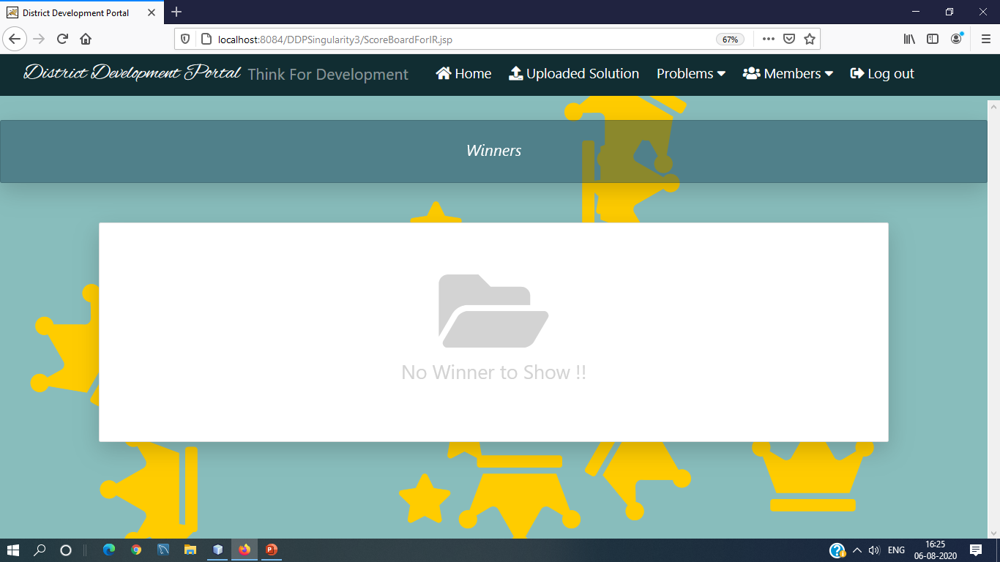 District Development Portal
localhost:8084/DDPSingularity3/ScoreBoardForIR.jsp 67%
District Development Portal Think For Development Home Uploaded Solution Problems Members Log out
Winners
No Winner to Show !!
ENG 16:25
06-08-2020